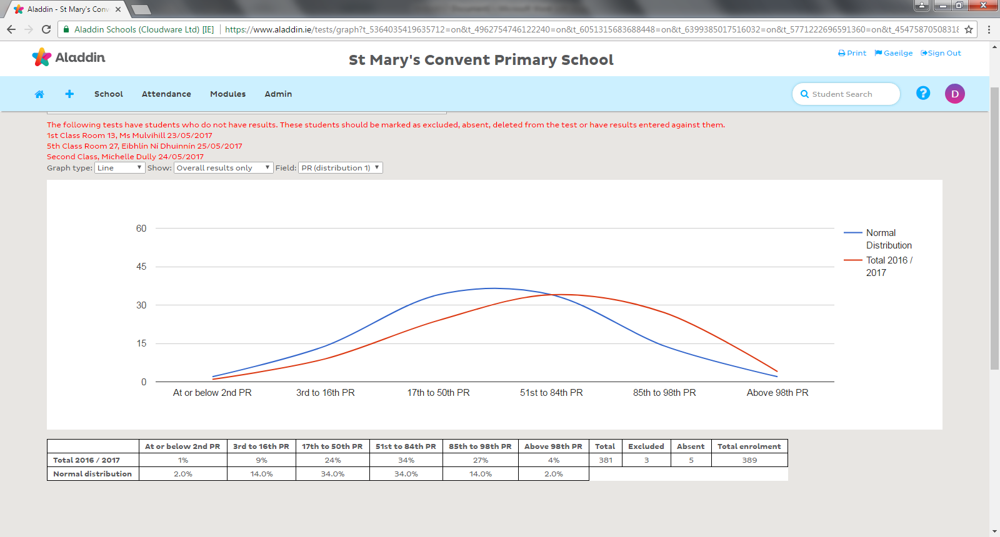 Aladdin - St Mary's Conv
Aladdin Schools (Cloudware Ltd) [IE] https://www.aladdin.ie/tests/graph?t_5364035419635712=on&t_4962754746122240=on&t_6051315683688448=on&t_6399385017516032=on&t_5771222696591360=on&t_45475870508318
Aladdin
St Mary's Convent Primary School
Print Gaeilge Sign Out
School Attendance Modules Admin
Student Search ? D
The following tests have students who do not have results. These students should be marked as excluded, absent, deleted from the test or have results entered against them.
1st Class Room 13, Ms Mulvihill 23/05/2017
5th Class Room 27, Eibhlín Ní Dhuinnín 25/05/2017
Second Class, Michelle Dully 24/05/2017
Graph type: Line Show: Overall results only Field: PR (distribution 1)
60
45
30
15
0
Normal
Distribution
Total 2016 /
2017
At or below 2nd PR 3rd to 16th PR 17th to 50th PR 51st to 84th PR 85th to 98th PR Above 98th PR
At or below 2nd PR 3rd to 16th PR 17th to 50th PR 51st to 84th PR 85th to 98th PR Above 98th PR Total Excluded Absent Total enrolment
Total 2016 / 2017 1% 9% 24% 34% 27% 4% 381 3 5 389
Normal distribution 2.0% 14.0% 34.0% 34.0% 14.0% 2.0%